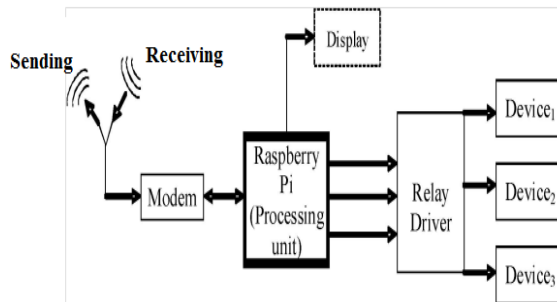 Display
Sending
Receiving
Device₁
Raspberry
Pi
(Processing
unit)
Modem
Relay
Driver
Device₂
Device₃